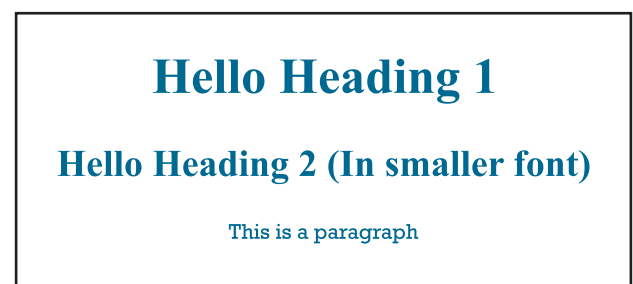 Hello Heading 1
Hello Heading 2 (In smaller font)
This is a paragraph